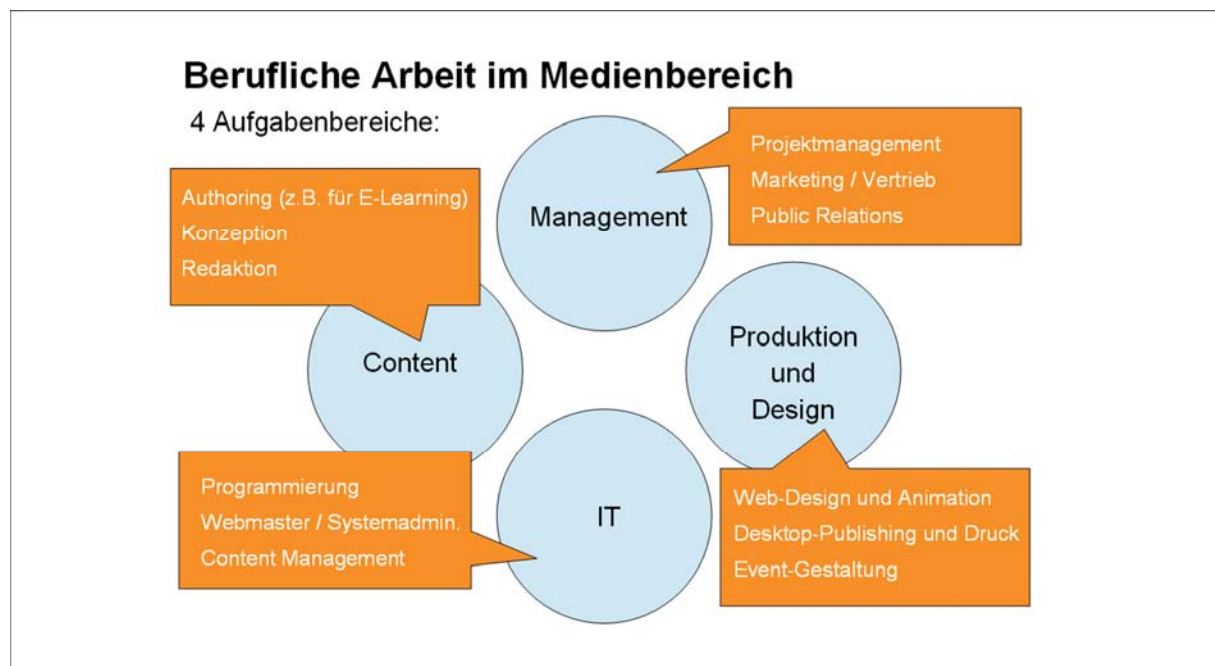 Berufliche Arbeit im Medienbereich
4 Aufgabenbereiche:
Projektmanagement
Marketing / Vertrieb
Public Relations
Management
Authoring (z.B. für E-Learning)
Konzeption
Redaktion
Content
Produktion
und
Design
Programmierung
Webmaster / Systemadmin.
Content Management
IT
Web-Design und Animation
Desktop-Publishing und Druck
Event-Gestaltung